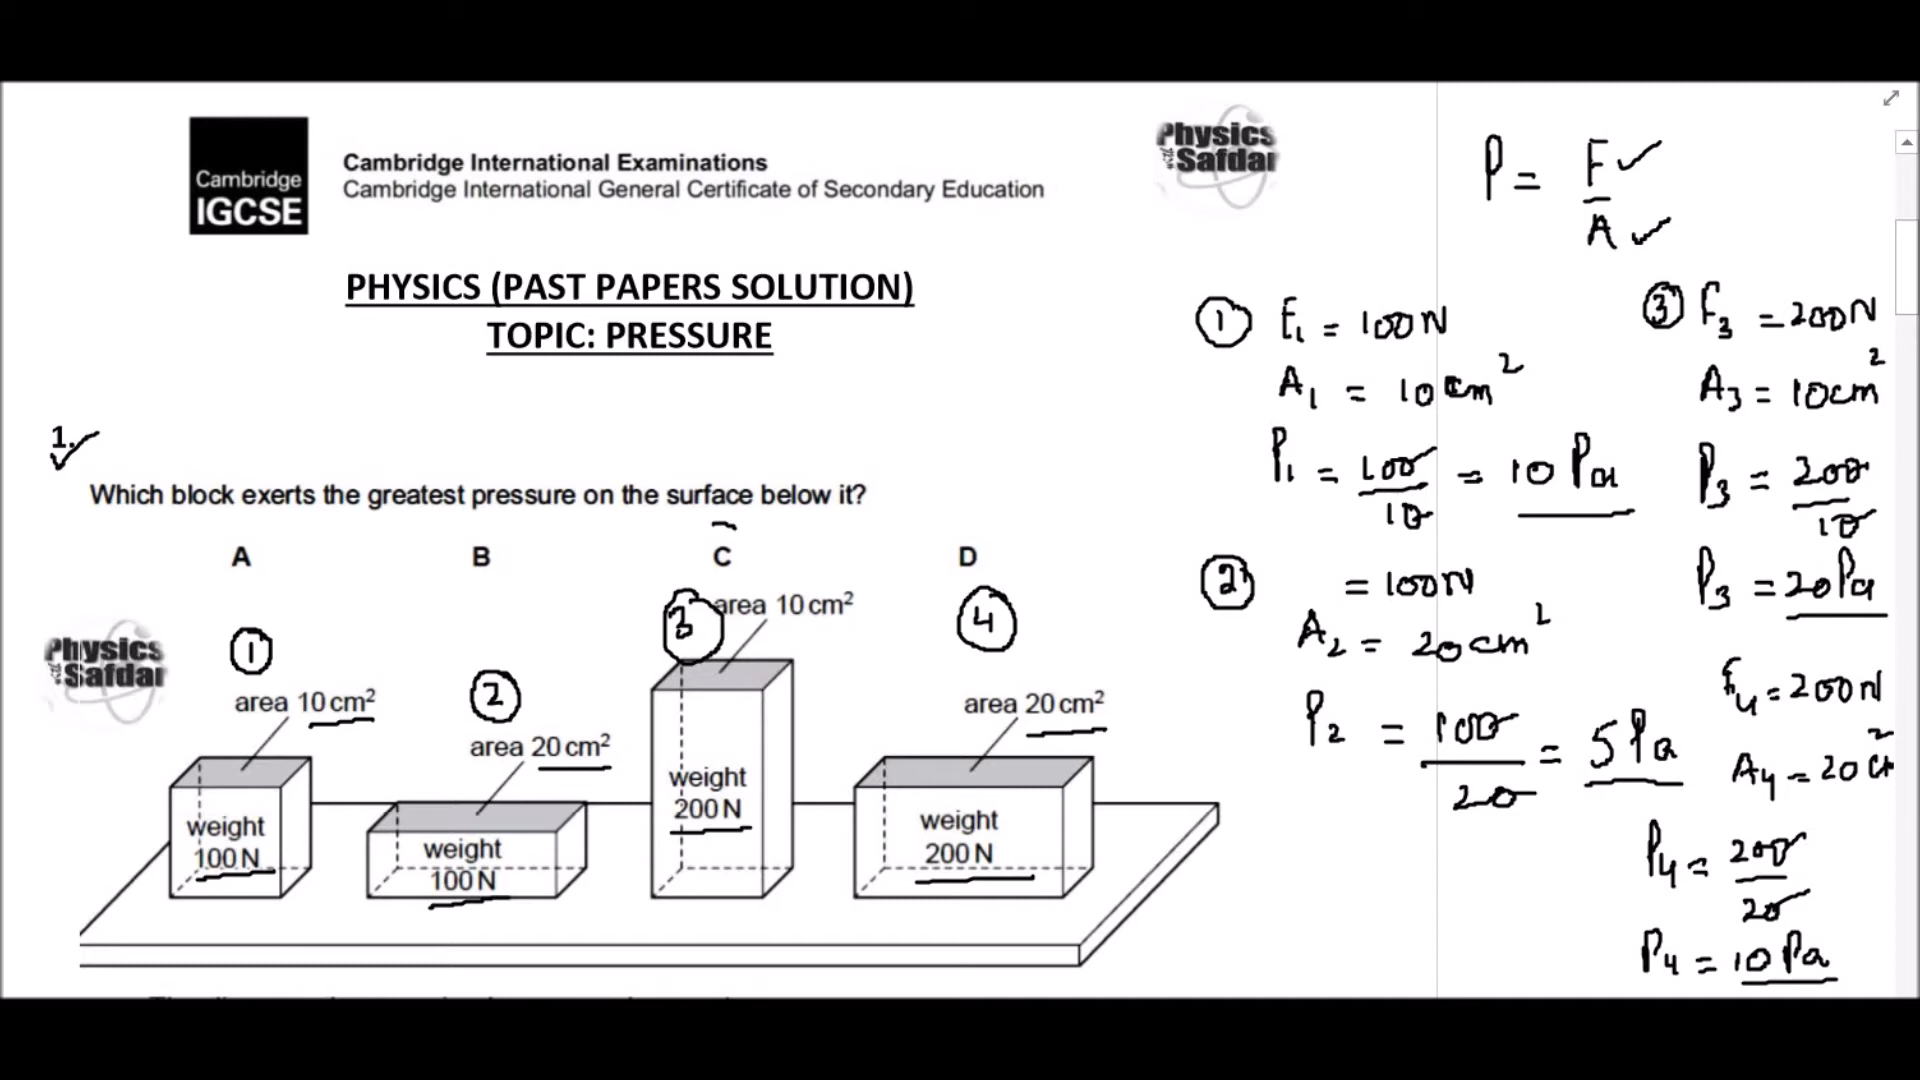 Cambridge
IGCSE
Cambridge International Examinations
Cambridge International General Certificate of Secondary Education
Physics
Safdar
PHYSICS (PAST PAPERS SOLUTION)
TOPIC: PRESSURE
1.
Which block exerts the greatest pressure on the surface below it?
A B C D
1
2
3
4
area 10 cm²
area 20 cm²
area 10 cm²
area 20 cm²
weight
100 N
weight
100 N
weight
200 N
weight
200 N
Physics
Safdar
P = F
A
1 F₁ = 100N
A₁ = 10cm²
P₁ = 100/10 = 10 Pa
2 = 100N
A₂ = 20cm²
P₂ = 100/20 = 5Pa
3 F₃ = 200N
A₃ = 10cm²
P₃ = 200/10
P₃ = 20Pa
F₄ = 200N
A₄ = 20c
P₄ = 200/20
P₄ = 10Pa